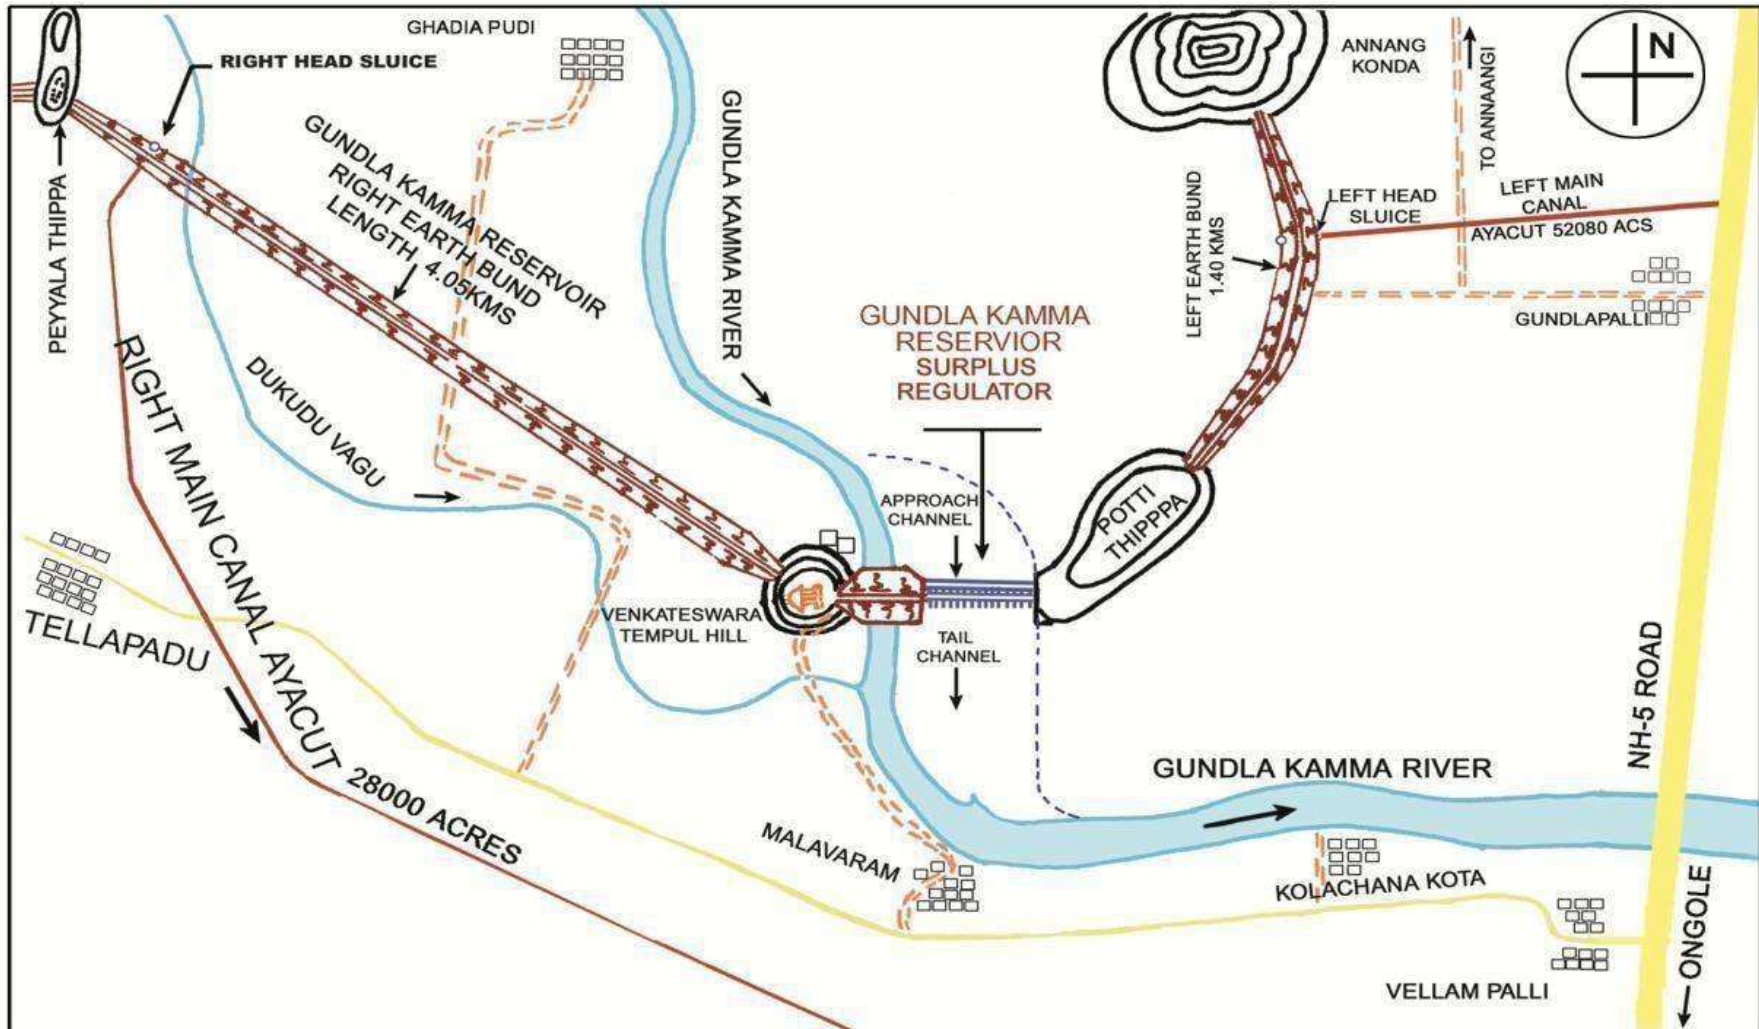 GHADIA PUDI
RIGHT HEAD SLUICE
ANNANG
KONDA
N
TO ANNAANGI
PEYYALA THIPPA
GUNDLA KAMMA RESERVOIR
RIGHT EARTH BUND
LENGTH 4.05KMS
GUNDLA KAMMA RIVER
LEFT EARTH BUND
1.40 KMS
LEFT HEAD
SLUICE
LEFT MAIN
CANAL
AYACUT 52080 ACS
GUNDLAPALLI
GUNDLA KAMMA
RESERVIOR
SURPLUS
REGULATOR
DUKUDU VAGU
RIGHT MAIN CANAL AYACUT 28000 ACRES
APPROACH
CHANNEL
POTTI
THIPPPA
TELLAPADU
VENKATESWARA
TEMPUL HILL
TAIL
CHANNEL
NH-5 ROAD
GUNDLA KAMMA RIVER
MALAVARAM
KOLACHANA KOTA
VELLAM PALLI
ONGOLE